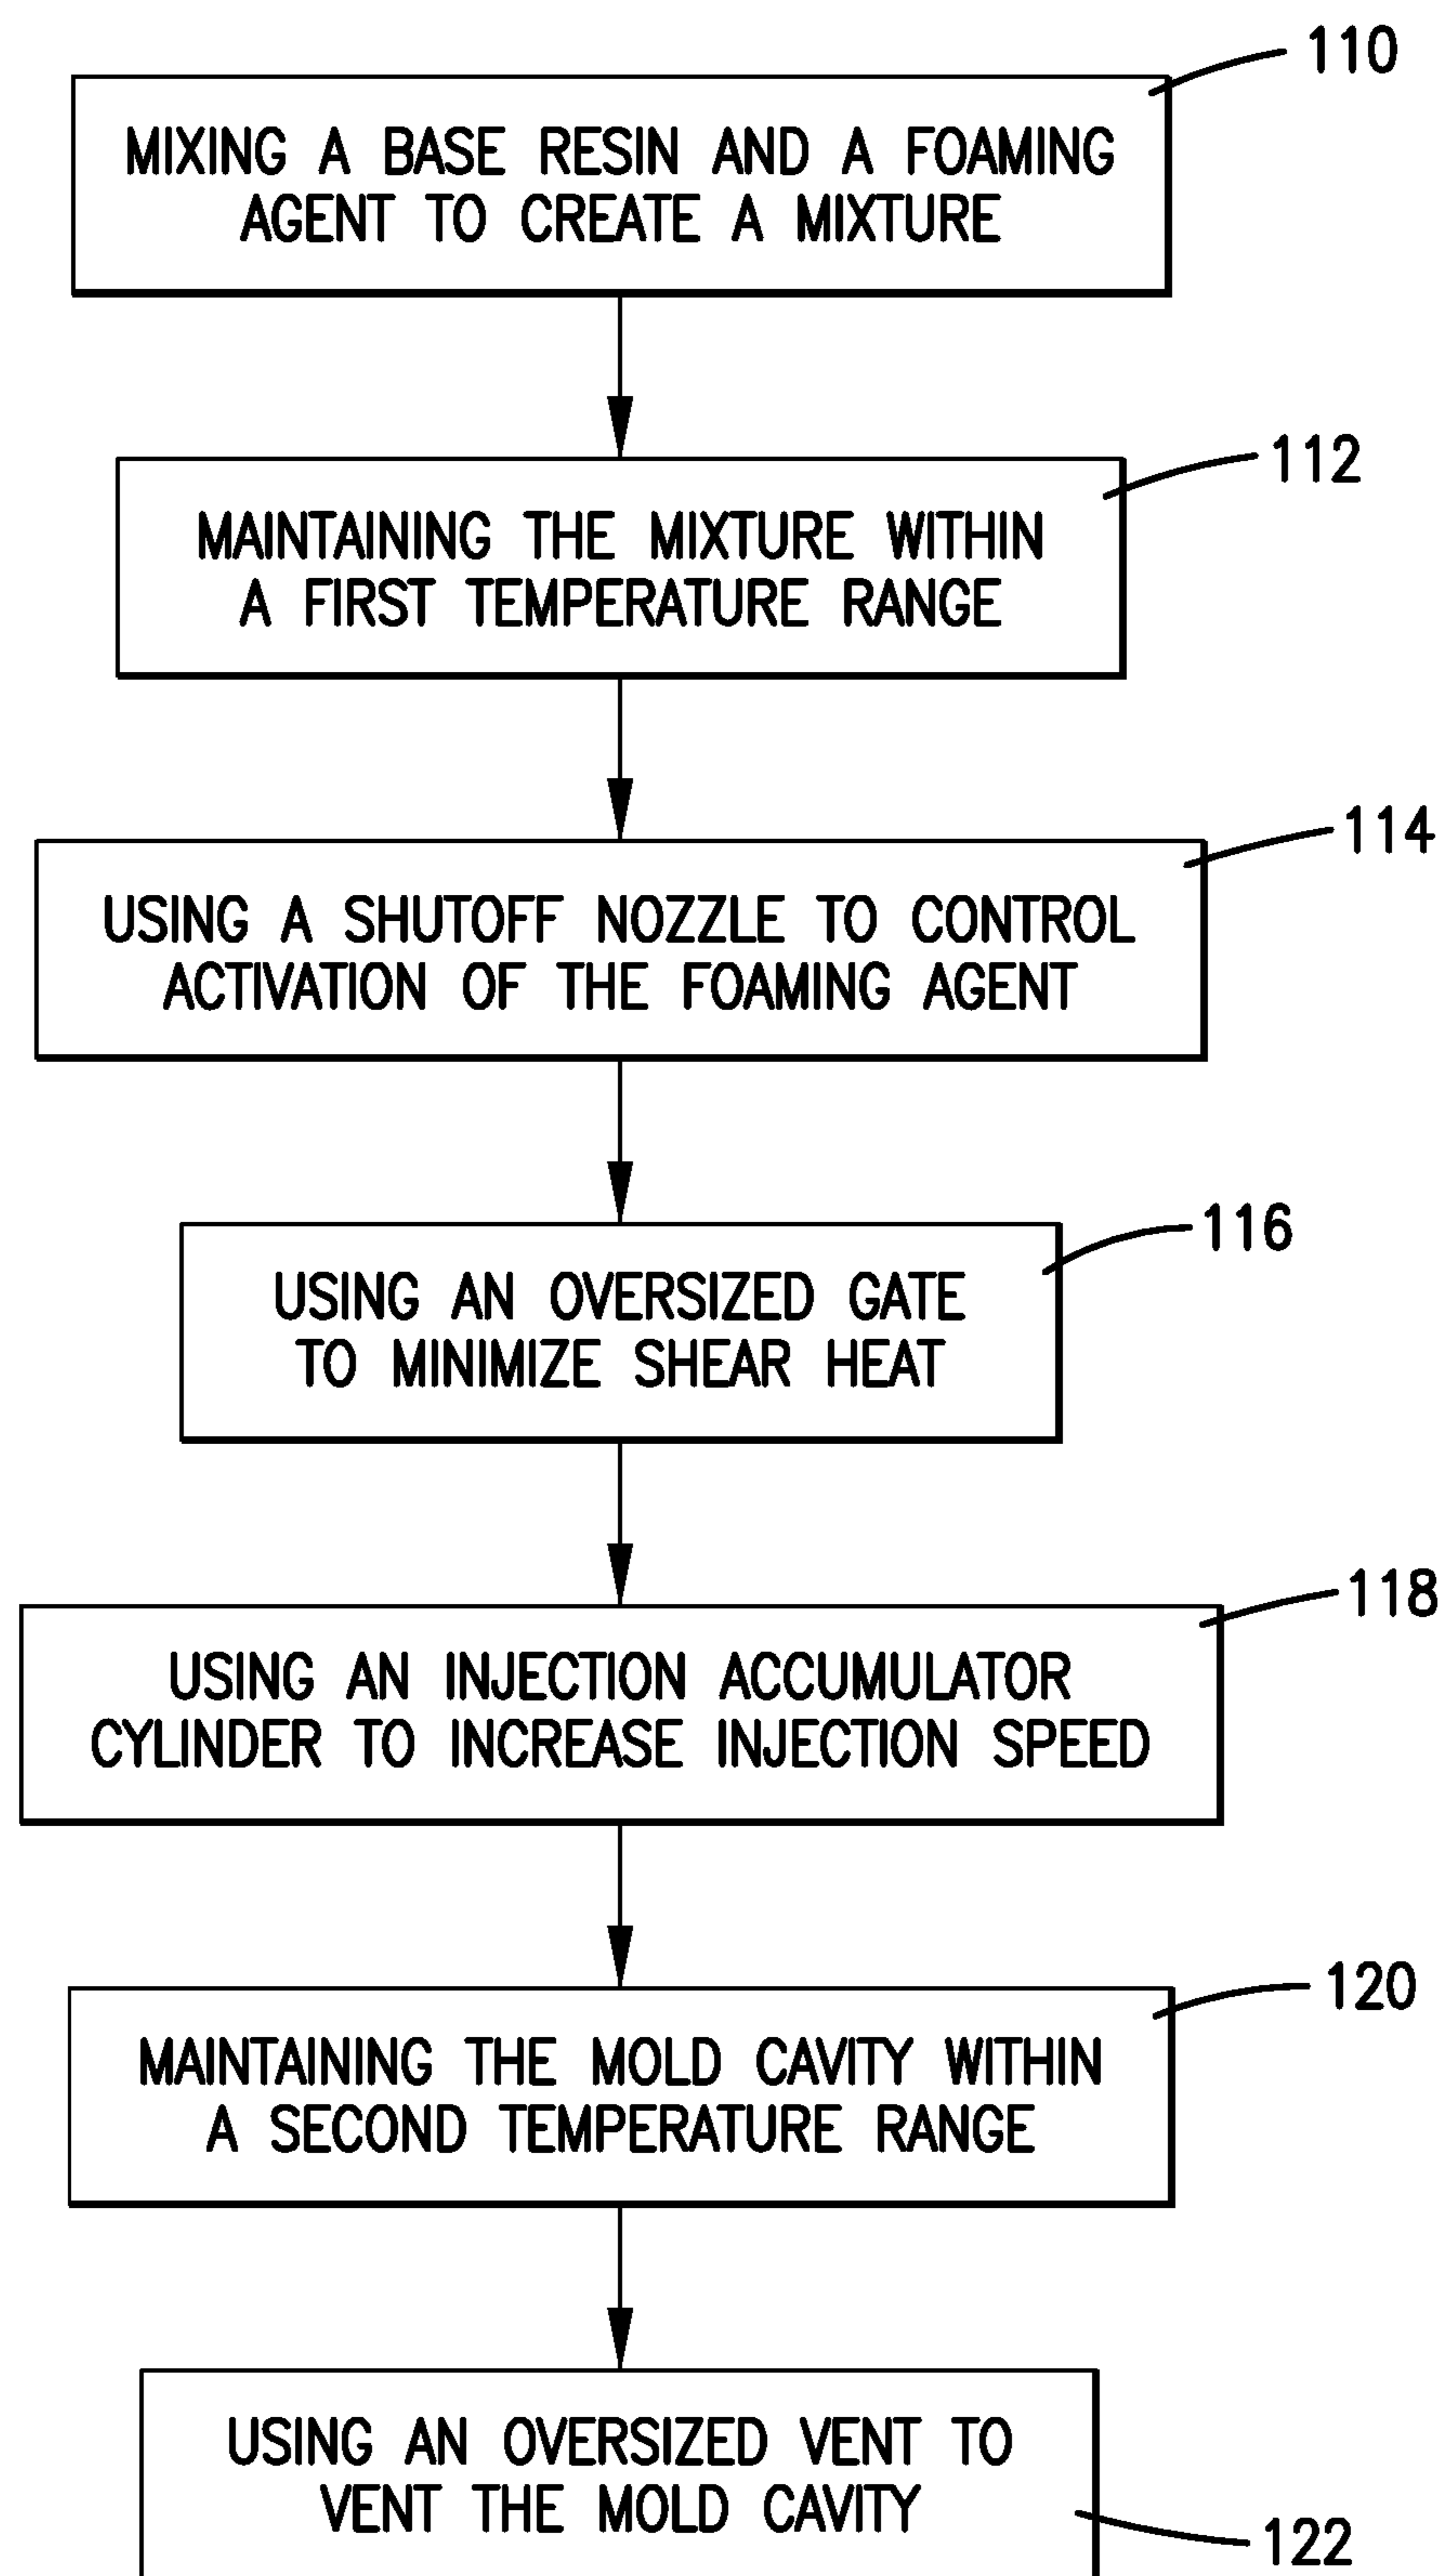 110
MIXING A BASE RESIN AND A FOAMING
AGENT TO CREATE A MIXTURE
112
MAINTAINING THE MIXTURE WITHIN
A FIRST TEMPERATURE RANGE
114
USING A SHUTOFF NOZZLE TO CONTROL
ACTIVATION OF THE FOAMING AGENT
116
USING AN OVERSIZED GATE
TO MINIMIZE SHEAR HEAT
118
USING AN INJECTION ACCUMULATOR
CYLINDER TO INCREASE INJECTION SPEED
120
MAINTAINING THE MOLD CAVITY WITHIN
A SECOND TEMPERATURE RANGE
USING AN OVERSIZED VENT TO
VENT THE MOLD CAVITY
122